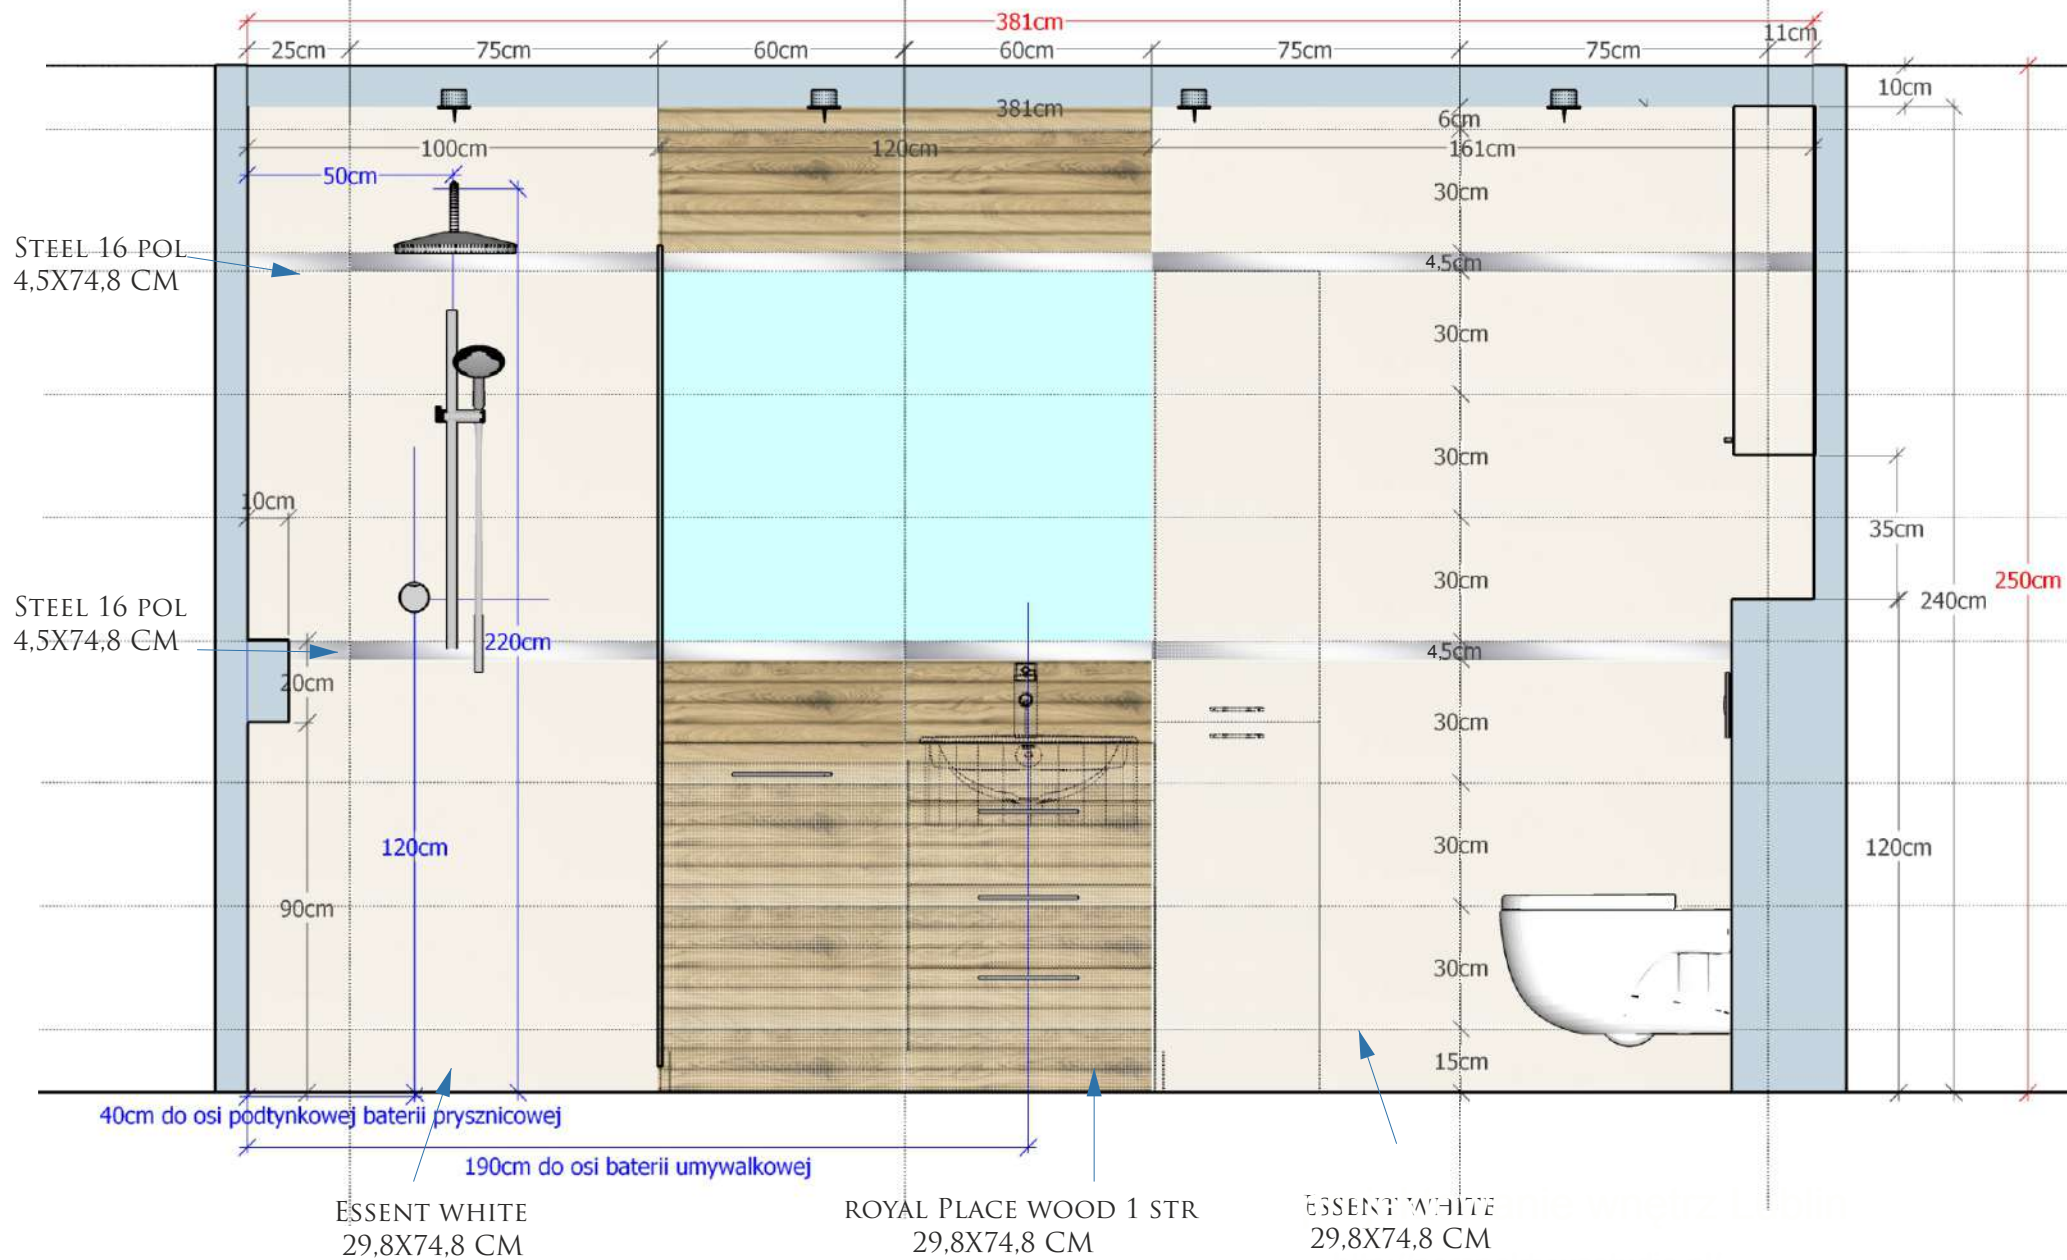 381cm
11cm
25cm 75cm 60cm 60cm 75cm 75cm
10cm
381cm
6cm
100cm 120cm 161cm
50cm
30cm
STEEL 16 POL
4,5X74,8 CM
4,5cm
30cm
30cm
10cm
35cm
30cm
250cm
240cm
STEEL 16 POL
4,5X74,8 CM
220cm
4,5cm
20cm
30cm
120cm
30cm
120cm
90cm
30cm
15cm
40cm do osi podtynkowej baterii prysznicowej
190cm do osi baterii umywalkowej
ESSENT WHITE
29,8X74,8 CM
ROYAL PLACE WOOD 1 STR
29,8X74,8 CM
ESSENT WHITE
29,8X74,8 CM